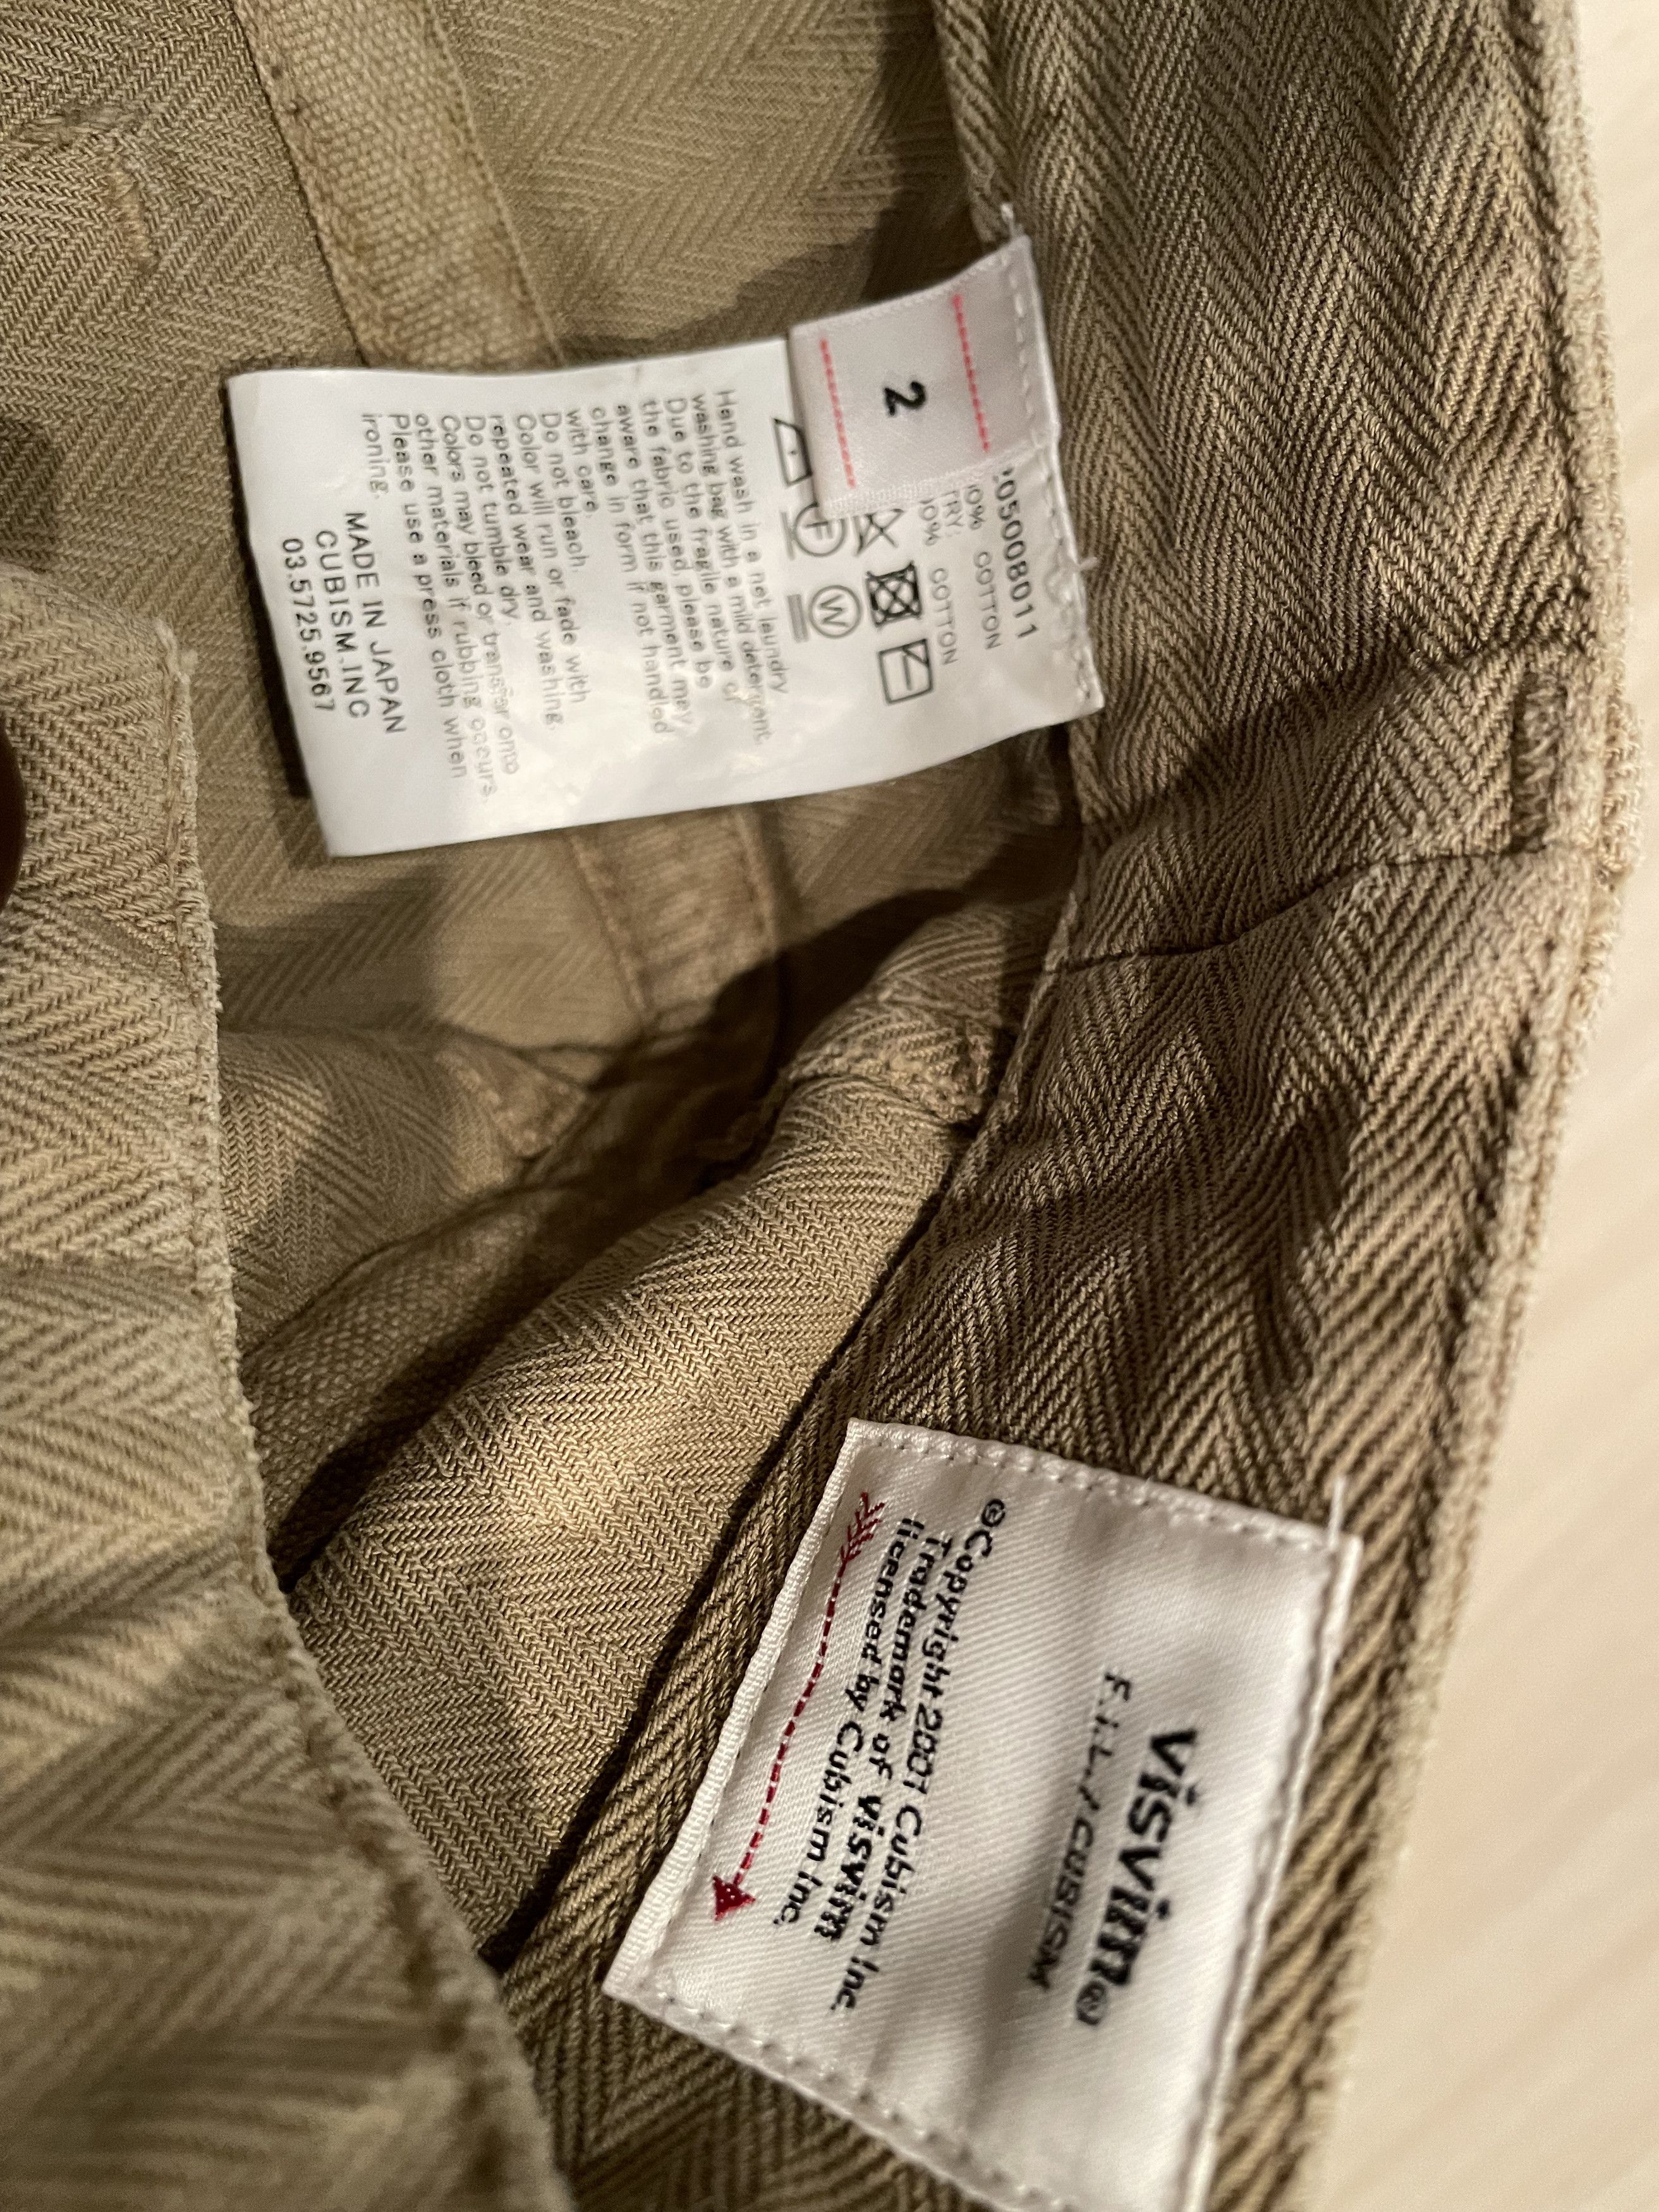 2
05008011
COTTON
COTTON
F
W
Hand wash in a net laundry
washing bag with a mild detergent.
Due to the fragile nature of
the fabric used, please be
aware that this garment may
change in form if not handled
with care.
Do not bleach.
Color will run or fade with
repeated wear and washing.
Do not tumble dry.
Colors may bleed or transfer onto
other materials if rubbing occurs.
Please use a press cloth when
ironing.
MADE IN JAPAN
CUBISM.INC
03.5725.9567
visvim®
F.I.L./CUBISM
©Copyright 2001 Cubism Inc.
Trademark of visvim
licensed by Cubism Inc.